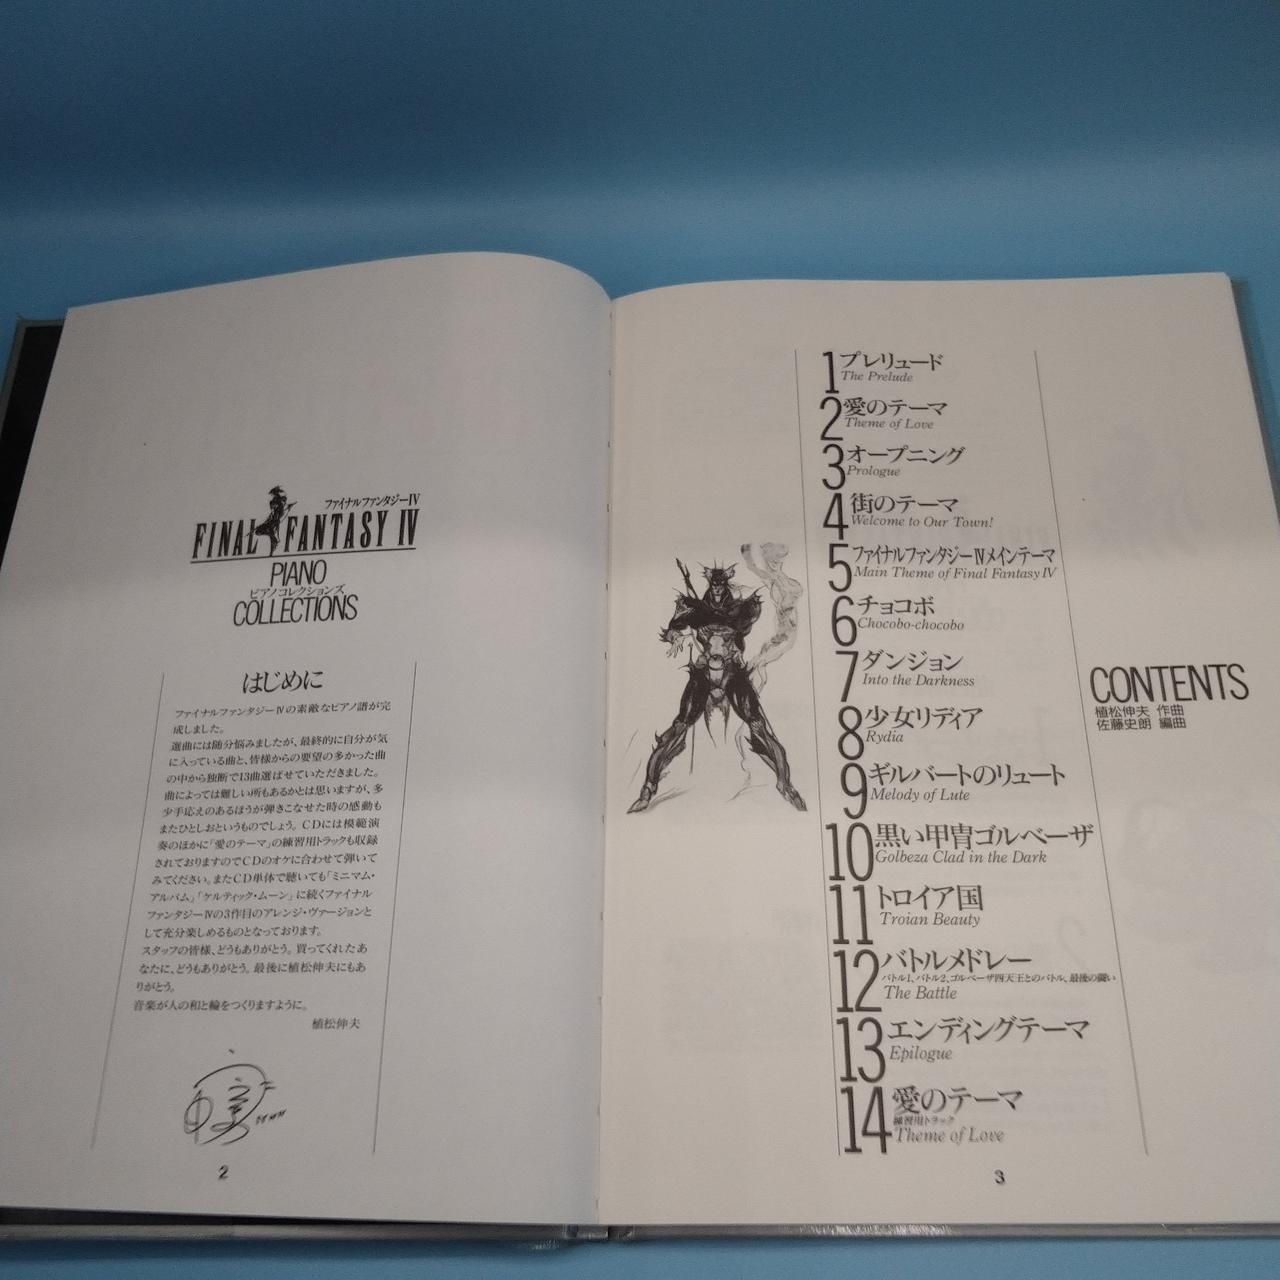 ファイナルファンタジーIV
FINAL FANTASY IV
PIANO
ピアノコレクションズ
COLLECTIONS
はじめに
ファイナルファンタジーIVの素敵なピアノ譜が完
成しました。
選曲には随分悩みましたが、最終的に自分が気
に入っている曲と、皆様からの要望の多かった曲
の中から独断で13曲選ばせていただきました。
曲によっては難しい所もあるかとは思いますが、多
少手応えのあるほうが弾きこなせた時の感動も
またひとしおというものでしょう。CDには模範演
奏のほかに「愛のテーマ」の練習用トラックも収録
されておりますのでCDのオケに合わせて弾いて
みてください。またCD単体で聴いても「ミニマム・
アルバム」「ケルティック・ムーン」に続くファイナル
ファンタジーIVの3作目のアレンジ・ヴァージョンと
して充分楽しめるものとなっております。
スタッフの皆様、どうもありがとう。買ってくれたあ
なたに、どうもありがとう。最後に植松伸夫にもあ
りがとう。
音楽が人の和と輪をつくりますように。
植松伸夫
2
1 プレリュード
The Prelude
2 愛のテーマ
Theme of Love
3 オープニング
Prologue
4 街のテーマ
Welcome to Our Town!
5 ファイナルファンタジーIVメインテーマ
Main Theme of Final Fantasy IV
6 チョコボ
Chocobo-chocobo
7 ダンジョン
Into the Darkness
8 少女リディア
Rydia
9 ギルバートのリュート
Melody of Lute
10 黒い甲冑ゴルベーザ
Golbeza Clad in the Dark
11 トロイア国
Troian Beauty
12 バトルメドレー
バトル1、バトル2、ゴルベーザ四天王とのバトル、最後の闘い
The Battle
13 エンディングテーマ
Epilogue
14 愛のテーマ
練習用トラック
Theme of Love
CONTENTS
植松伸夫 作曲
佐藤史朗 編曲
3